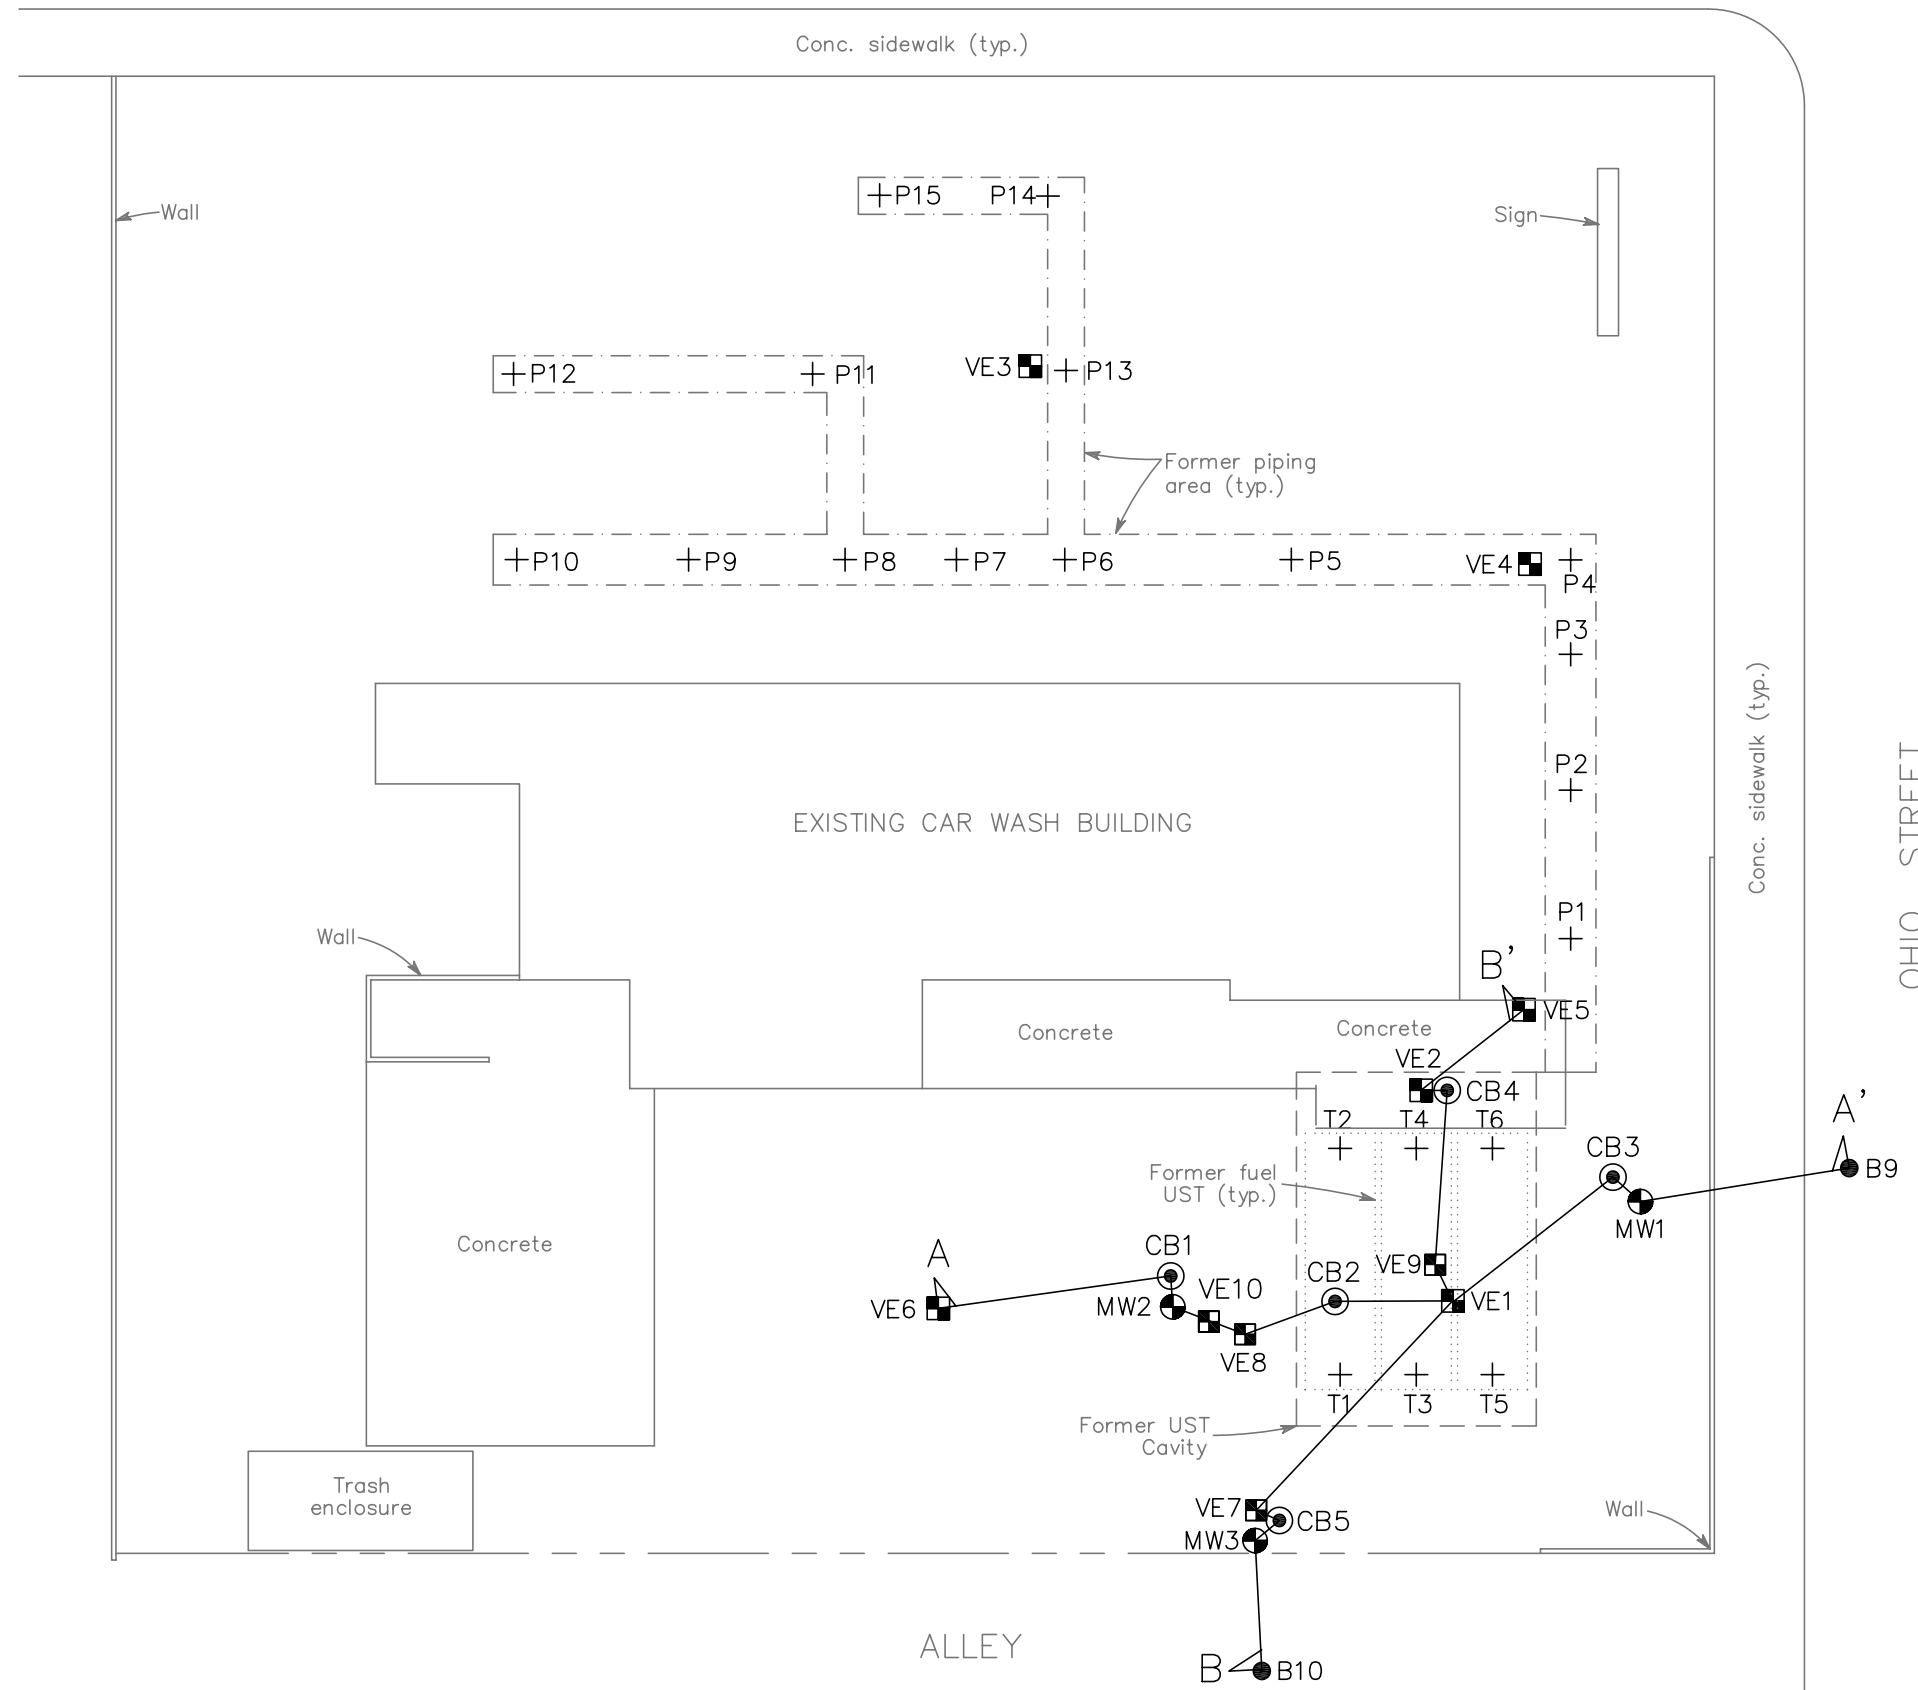 Conc. sidewalk (typ.)
P15
P14
Wall
Sign
VE3
P13
P12
P11
Former piping
area (typ.)
P10
P9
P8
P7
P6
P5
VE4
P4
P3
Conc. sidewalk (typ.)
P2
OHIO STREET
EXISTING CAR WASH BUILDING
P1
Wall
B'
VE5
Concrete
Concrete
VE2
CB4
A'
T2
T4
T6
CB3
B9
Former fuel
UST (typ.)
MW1
Concrete
A
CB1
VE9
CB2
VE10
VE6
MW2
VE1
VE8
T1
T3
T5
Former UST
Cavity
Trash
enclosure
VE7
CB5
Wall
MW3
ALLEY
B
B10